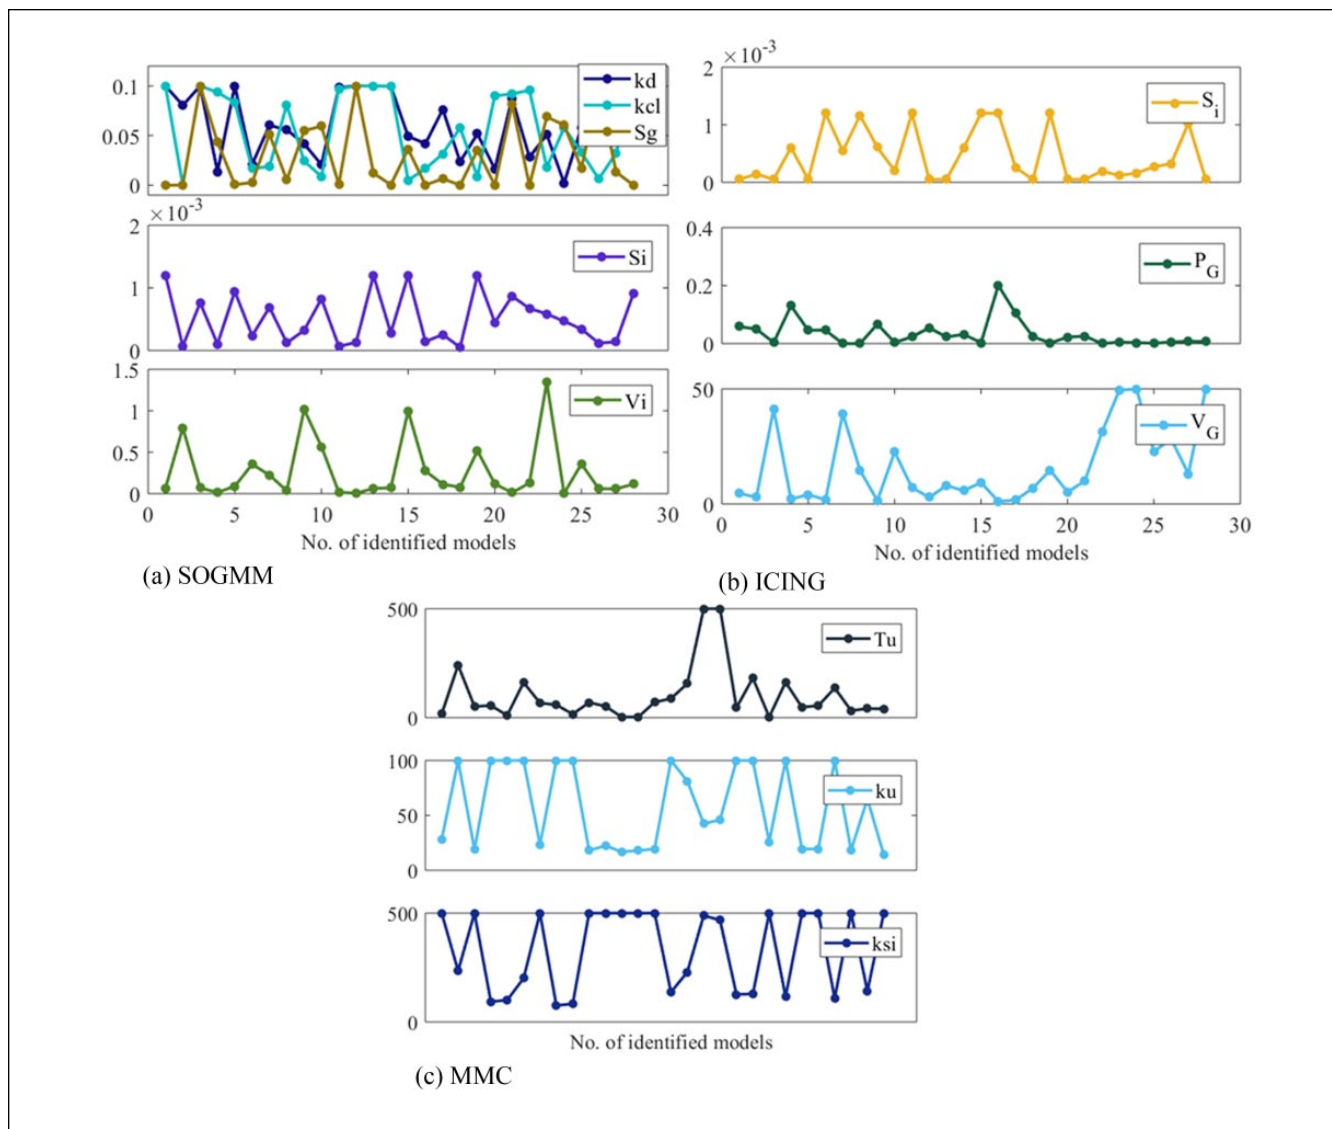 0.1
0.05
0
kd
kcl
Sg
×10⁻³
2
1
0
Si
1.5
1
0.5
0
Vi
0 5 10 15 20 25 30
No. of identified models
(a) SOGMM
×10⁻³
2
1
0
S_i
0.4
0.2
0
P_G
50
0
V_G
0 5 10 15 20 25 30
No. of identified models
(b) ICING
500
0
Tu
100
50
0
ku
500
0
ksi
No. of identified models
(c) MMC